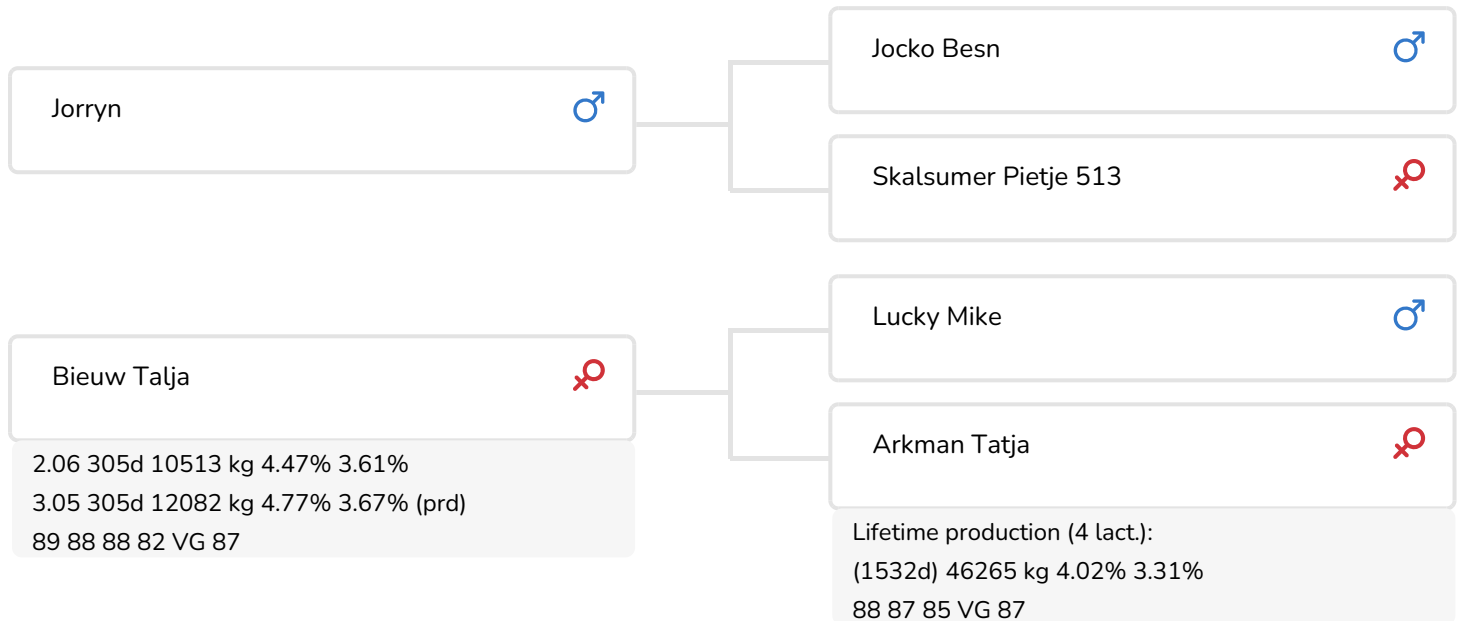 Jocko Besn
Jorryn
Skalsumer Pietje 513
Lucky Mike
Bieuw Talja
2.06 305d 10513 kg 4.47% 3.61%
3.05 305d 12082 kg 4.77% 3.67% (prd)
89 88 88 82 VG 87
Arkman Tatja
Lifetime production (4 lact.):
(1532d) 46265 kg 4.02% 3.31%
88 87 85 VG 87